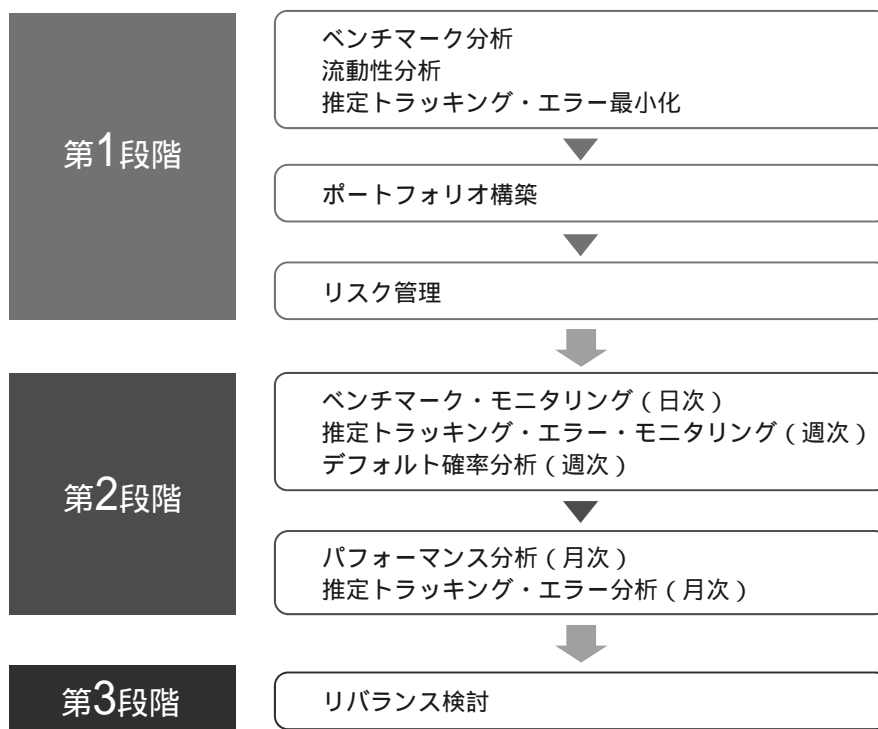 第1段階
ベンチマーク分析
流動性分析
推定トラッキング・エラー最小化
ポートフォリオ構築
リスク管理
第2段階
ベンチマーク・モニタリング(日次)
推定トラッキング・エラー・モニタリング(週次)
デフォルト確率分析(週次)
パフォーマンス分析(月次)
推定トラッキング・エラー分析(月次)
第3段階
リバランス検討